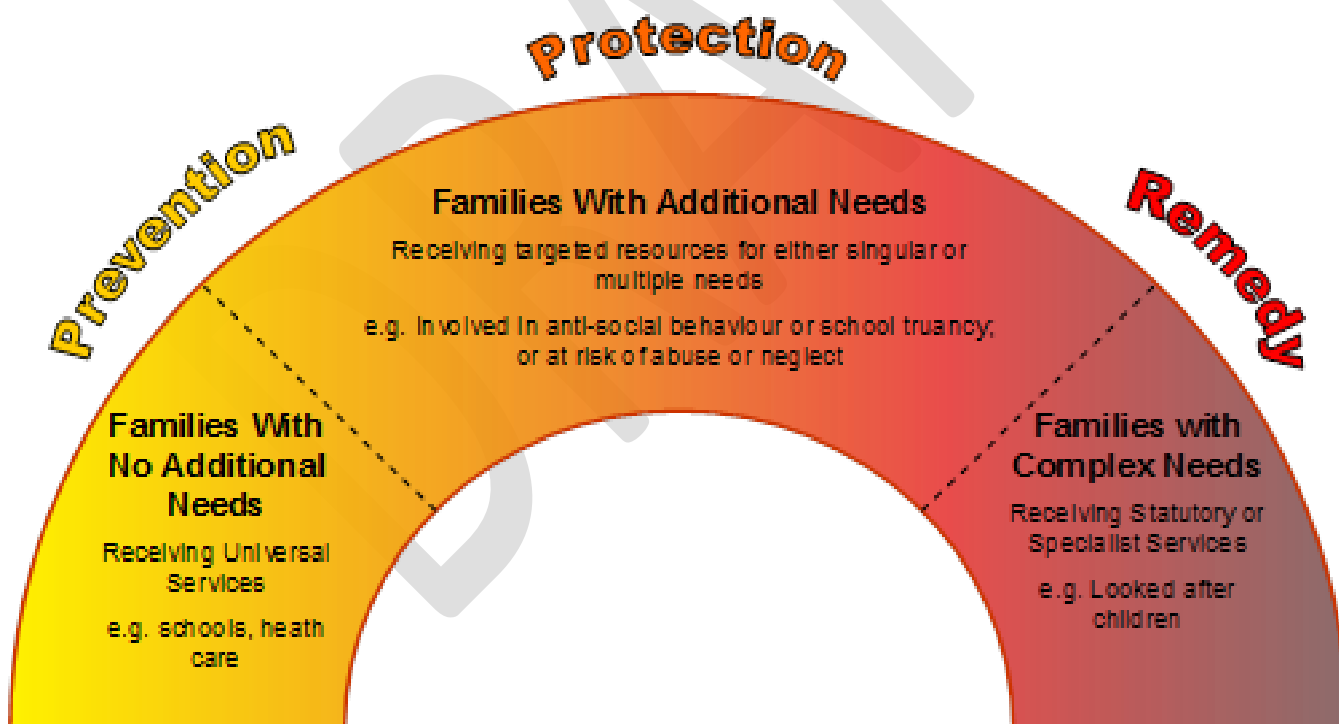 Protection
Prevention
Remedy
Families With Additional Needs
Receiving targeted resources for either singular or
multiple needs
e.g. Involved in anti-social behaviour or school truancy;
or at risk of abuse or neglect
Families With
No Additional
Needs
Receiving Universal
Services
e.g. schools, heath
care
Families with
Complex Needs
Receiving Statutory or
Specialist Services
e.g. Looked after
children